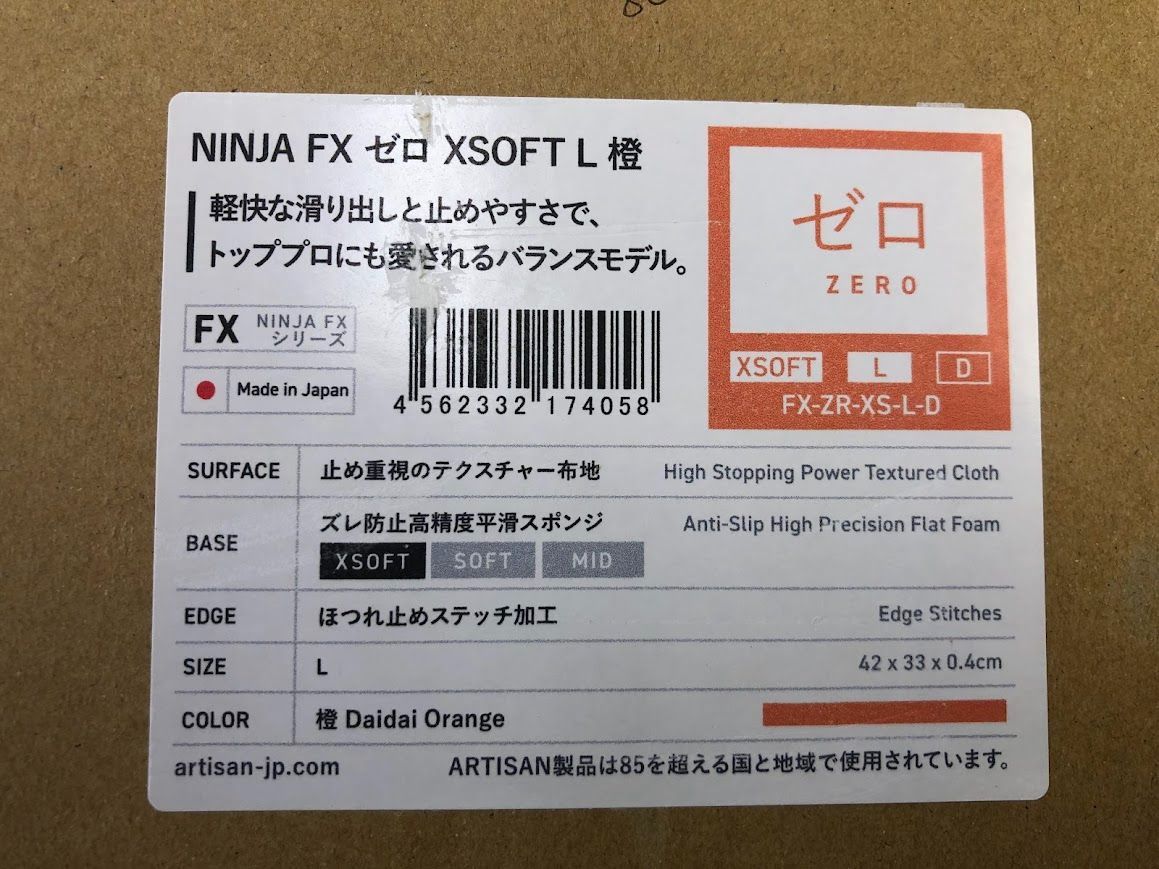 NINJA FX ゼロ XSOFT L 橙
軽快な滑り出しと止めやすさで、
トッププロにも愛されるバランスモデル。
FX NINJA FX シリーズ
Made in Japan
4 562332 174058
ゼロ
ZERO
XSOFT L D
FX-ZR-XS-L-D
SURFACE 止め重視のテクスチャー布地 High Stopping Power Textured Cloth
BASE ズレ防止高精度平滑スポンジ Anti-Slip High Precision Flat Foam
XSOFT SOFT MID
EDGE ほつれ止めステッチ加工 Edge Stitches
SIZE L 42 x 33 x 0.4cm
COLOR 橙 Daidai Orange
artisan-jp.com ARTISAN製品は85を超える国と地域で使用されています。